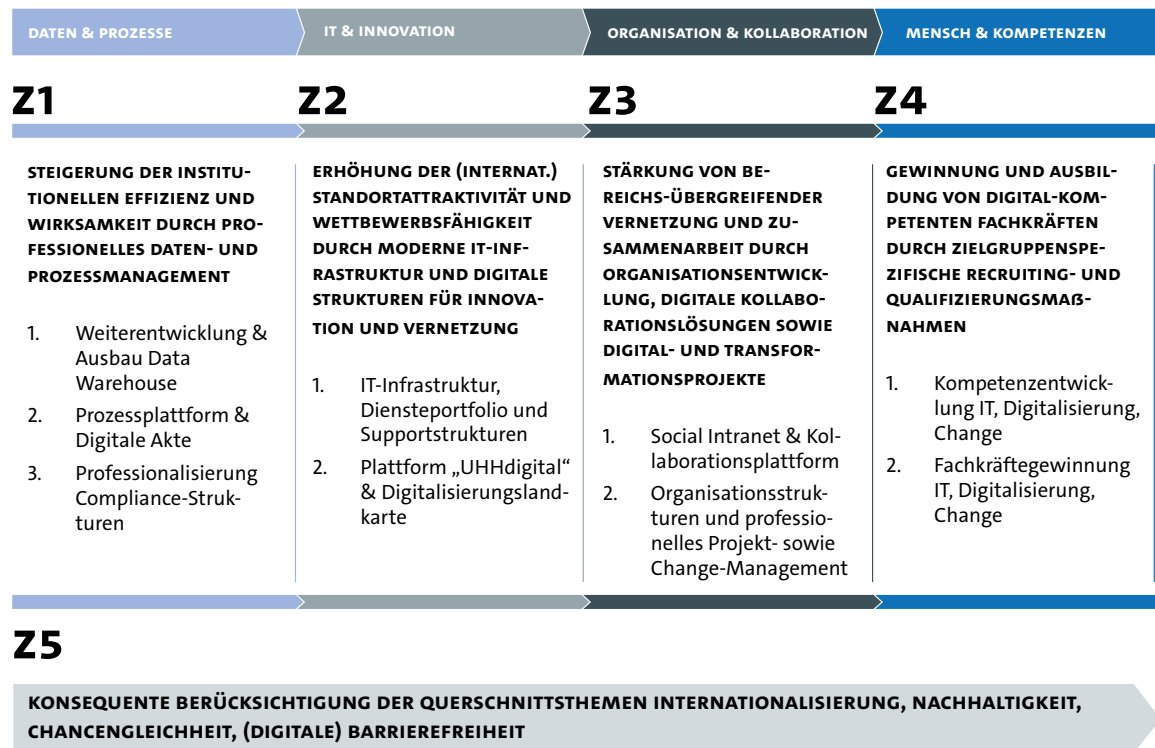 DATEN & PROZESSE
IT & INNOVATION
ORGANISATION & KOLLABORATION
MENSCH & KOMPETENZEN
Z1
STEIGERUNG DER INSTITU-
TIONELLEN EFFIZIENZ UND
WIRKSAMKEIT DURCH PRO-
FESSIONELLES DATEN- UND
PROZESSMANAGEMENT
1. Weiterentwicklung &
Ausbau Data
Warehouse
2. Prozessplattform &
Digitale Akte
3. Professionalisierung
Compliance-Struk-
turen
Z2
ERHÖHUNG DER (INTERNAT.)
STANDORTATTRAKTIVITÄT UND
WETTBEWERBSFÄHIGKEIT
DURCH MODERNE IT-INF-
RASTRUKTUR UND DIGITALE
STRUKTUREN FÜR INNOVA-
TION UND VERNETZUNG
1. IT-Infrastruktur,
Diensteportfolio und
Supportstrukturen
2. Plattform „UHHdigital“
& Digitalisierungsland-
karte
Z3
STÄRKUNG VON BE-
REICHS-ÜBERGREIFENDER
VERNETZUNG UND ZU-
SAMMENARBEIT DURCH
ORGANISATIONSENTWICK-
LUNG, DIGITALE KOLLABO-
RATIONSLÖSUNGEN SOWIE
DIGITAL- UND TRANSFOR-
MATIONSPROJEKTE
1. Social Intranet & Kol-
laborationsplattform
2. Organisationsstruk-
turen und professio-
nelles Projekt- sowie
Change-Management
Z4
GEWINNUNG UND AUSBIL-
DUNG VON DIGITAL-KOM-
PETENTEN FACHKRÄFTEN
DURCH ZIELGRUPPENSPE-
ZIFISCHE RECRUITING- UND
QUALIFIZIERUNGSMAẞ-
NAHMEN
1. Kompetenzentwick-
lung IT, Digitalisierung,
Change
2. Fachkräftegewinnung
IT, Digitalisierung,
Change
Z5
KONSEQUENTE BERÜCKSICHTIGUNG DER QUERSCHNITTSTHEMEN INTERNATIONALISIERUNG, NACHHALTIGKEIT,
CHANCENGLEICHHEIT, (DIGITALE) BARRIEREFREIHEIT